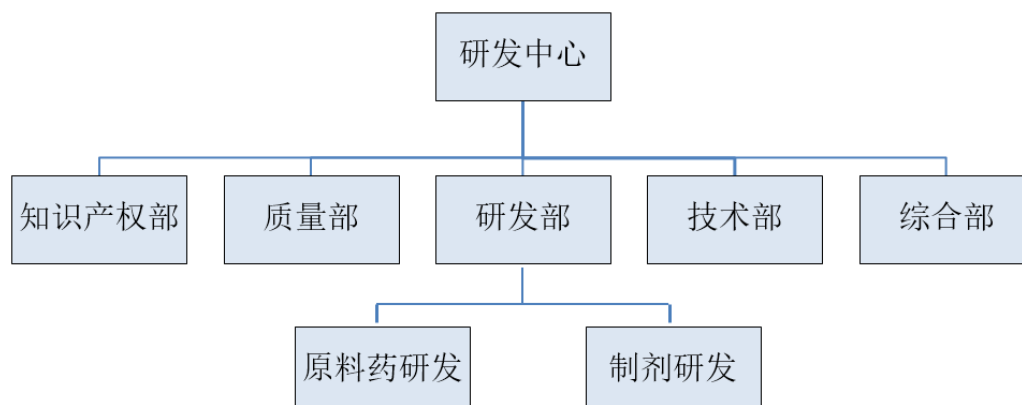 研发中心
知识产权部
质量部
研发部
技术部
综合部
原料药研发
制剂研发